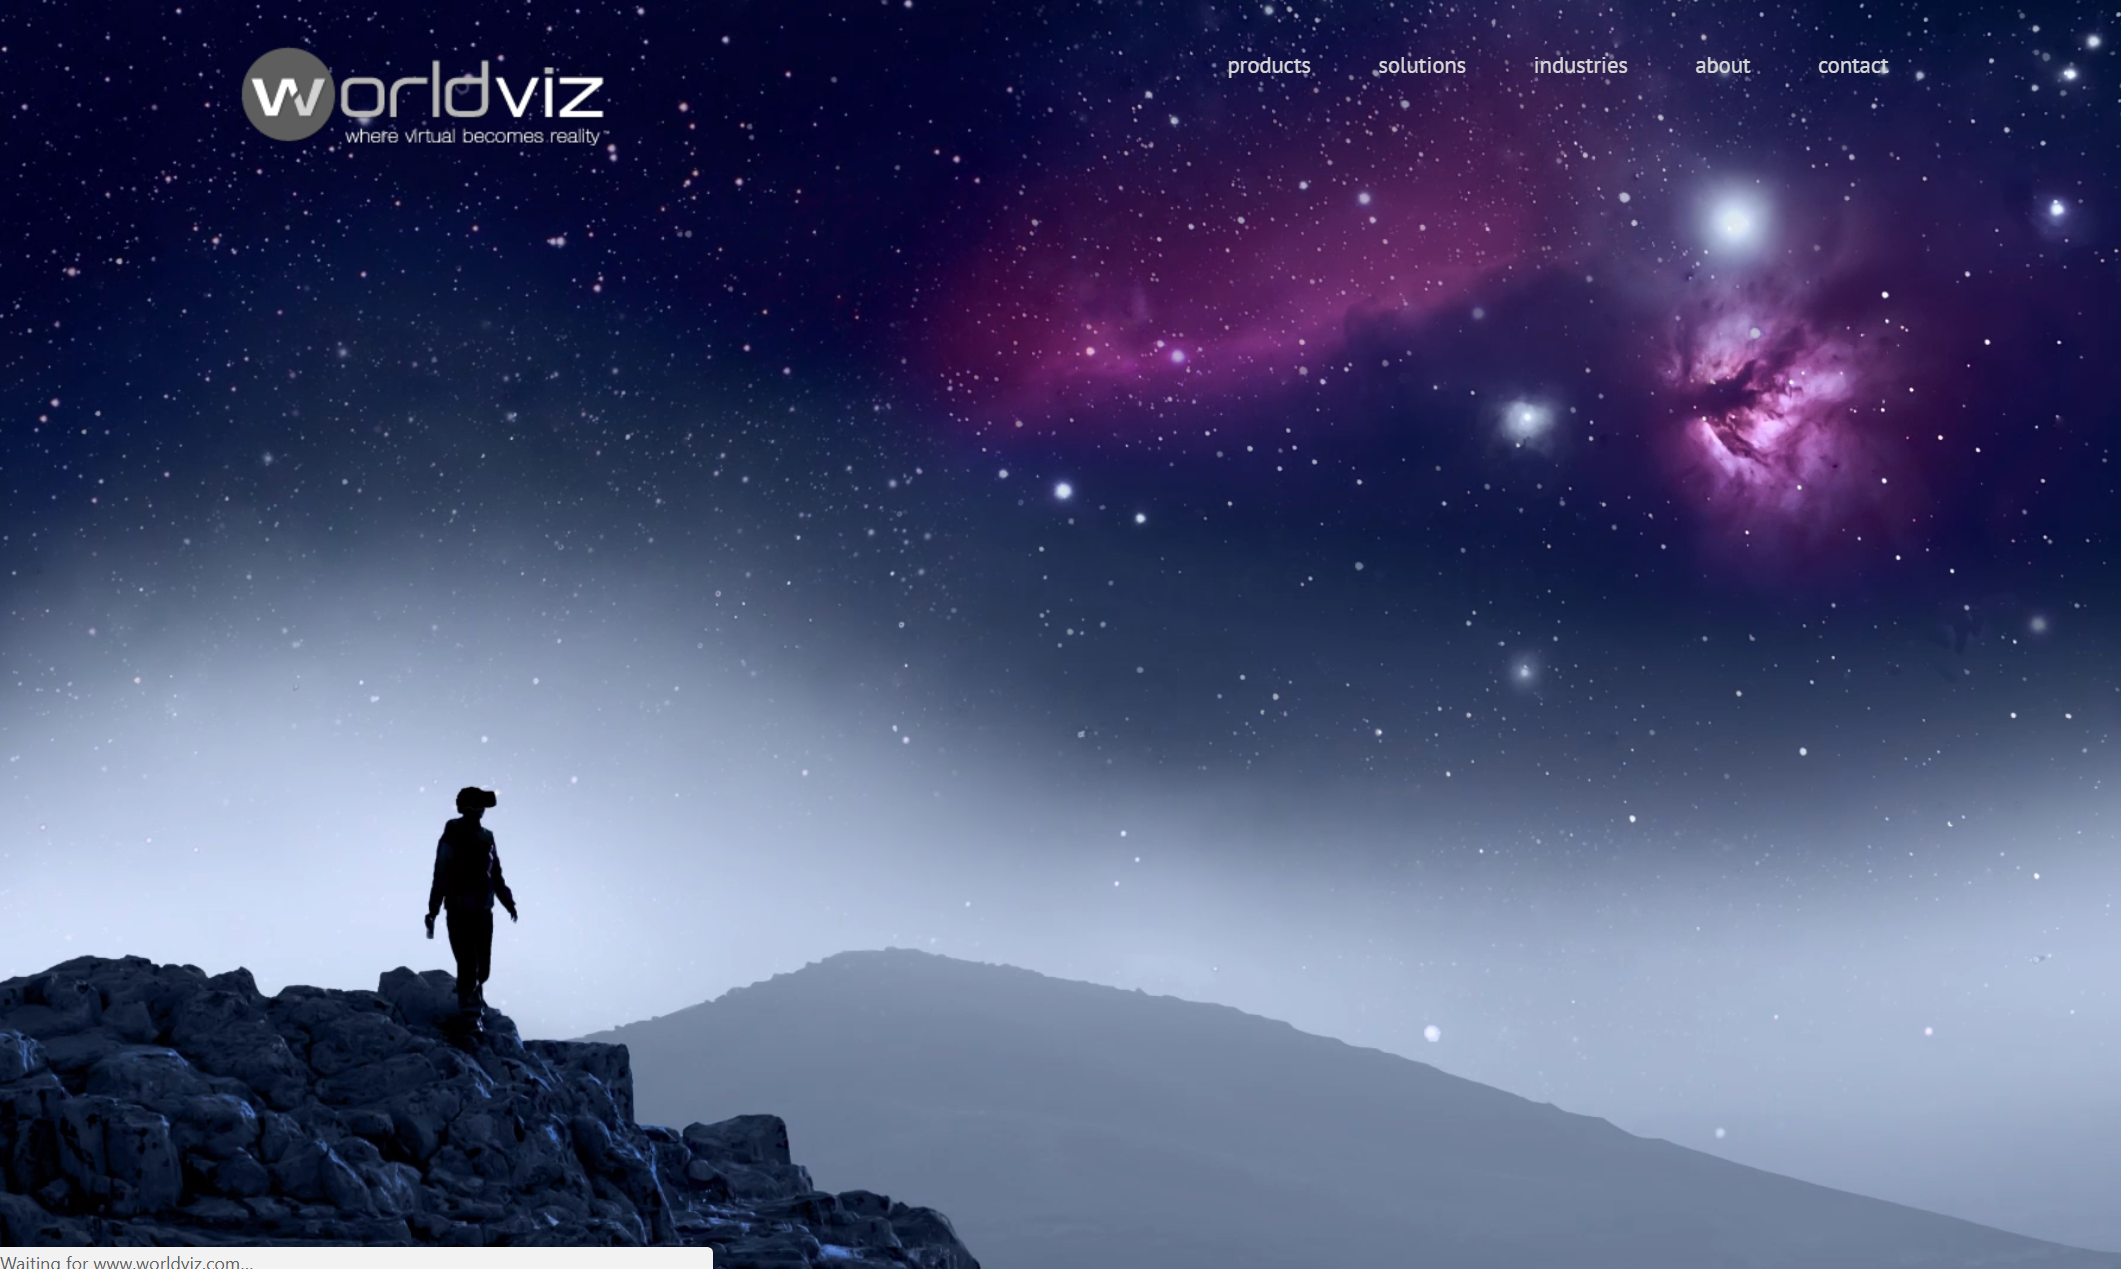 worldviz
where virtual becomes reality
products solutions industries about contact
Waiting for www.worldviz.com...